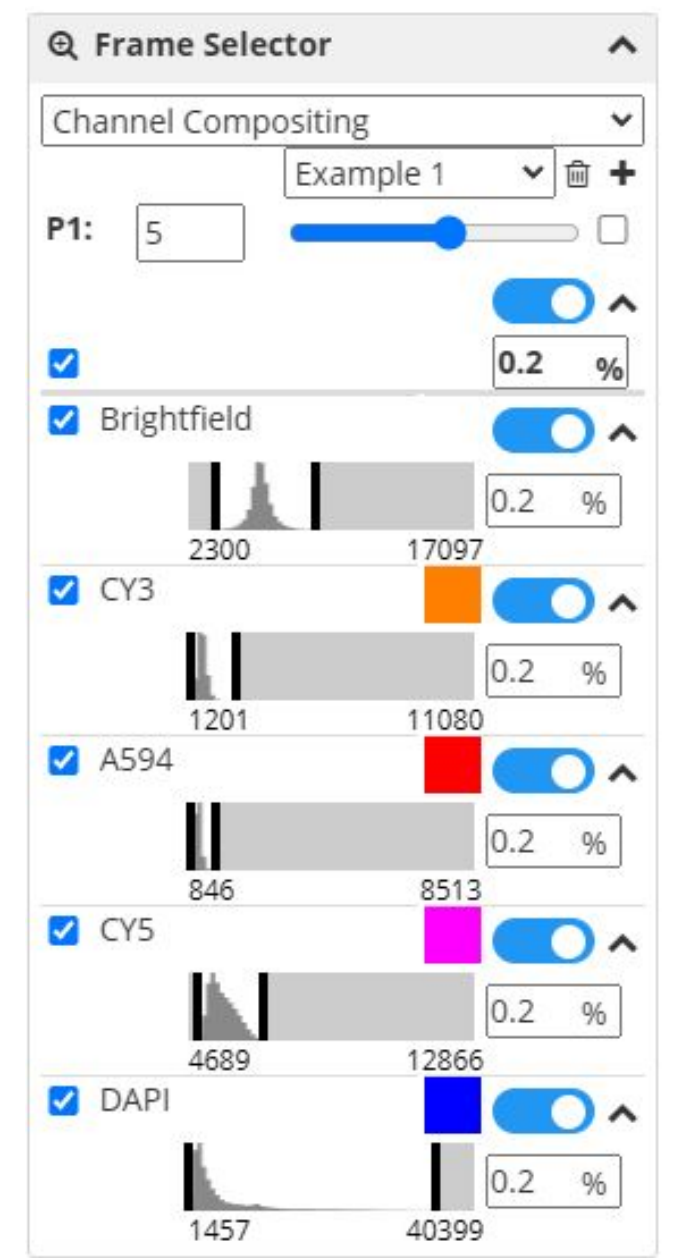 Frame Selector
Channel Compositing
Example 1
P1: 5
0.2 %
Brightfield
0.2 %
2300 17097
CY3
0.2 %
1201 11080
A594
0.2 %
846 8513
CY5
0.2 %
4689 12866
DAPI
0.2 %
1457 40399